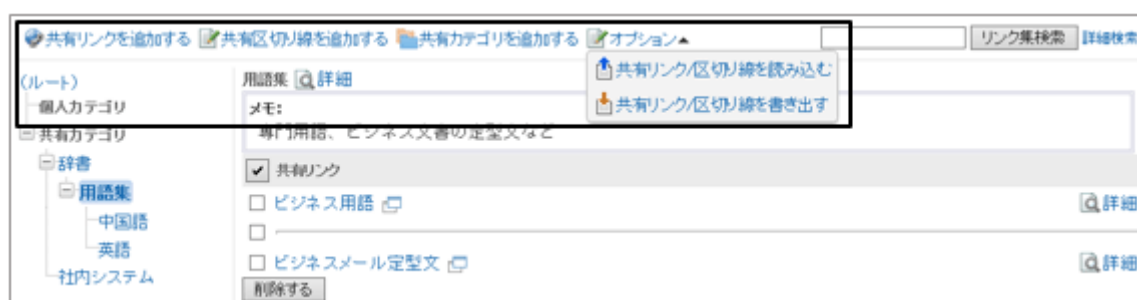 共有リンクを追加する 共有区切り線を追加する 共有カテゴリを追加する オプション▲ リンク集検索 詳細検索
共有リンク/区切り線を読み込む
共有リンク/区切り線を書き出す
(ルート)
個人カテゴリ
共有カテゴリ
辞書
用語集
中国語
英語
社内システム
用語集 詳細
メモ:
専門用語、ビジネス文書の定型文など
共有リンク
ビジネス用語 詳細
ビジネスメール定型文 詳細
削除する